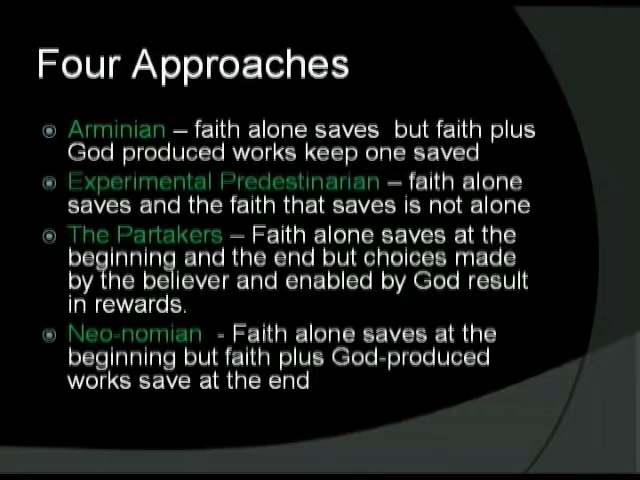 Four Approaches
Arminian – faith alone saves but faith plus
God produced works keep one saved
Experimental Predestinarian – faith alone
saves and the faith that saves is not alone
The Partakers – Faith alone saves at the
beginning and the end but choices made
by the believer and enabled by God result
in rewards.
Neo-nomian - Faith alone saves at the
beginning but faith plus God-produced
works save at the end